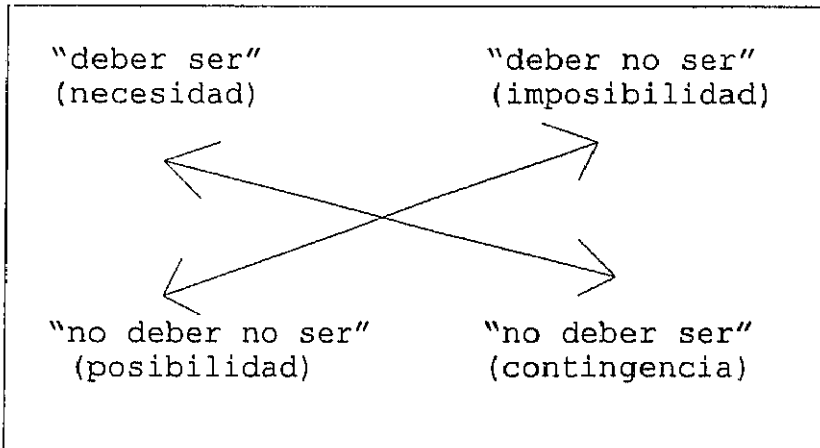 "deber ser"
(necesidad)
"deber no ser"
(imposibilidad)
"no deber no ser"
(posibilidad)
"no deber ser"
(contingencia)